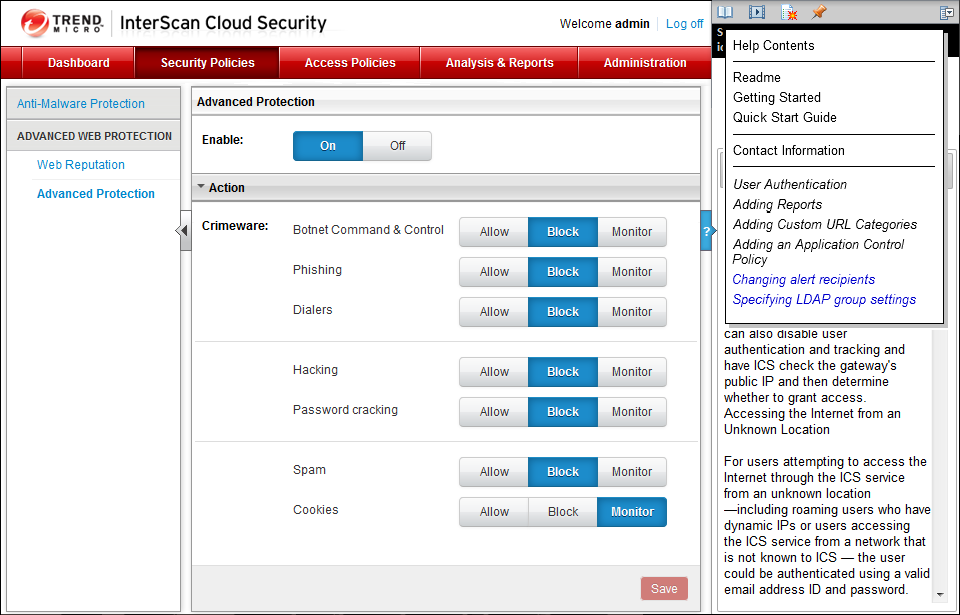 TREND MICRO
InterScan Cloud Security
Welcome admin
Log off
Dashboard
Security Policies
Access Policies
Analysis & Reports
Administration
Anti-Malware Protection
ADVANCED WEB PROTECTION
Web Reputation
Advanced Protection
Advanced Protection
Enable:
On
Off
Action
Crimeware:
Botnet Command & Control
Allow
Block
Monitor
Phishing
Allow
Block
Monitor
Dialers
Allow
Block
Monitor
Hacking
Allow
Block
Monitor
Password cracking
Allow
Block
Monitor
Spam
Allow
Block
Monitor
Cookies
Allow
Block
Monitor
Save
?
Help Contents
Readme
Getting Started
Quick Start Guide
Contact Information
User Authentication
Adding Reports
Adding Custom URL Categories
Adding an Application Control
Policy
Changing alert recipients
Specifying LDAP group settings
can also disable user
authentication and tracking and
have ICS check the gateway's
public IP and then determine
whether to grant access.
Accessing the Internet from an
Unknown Location
For users attempting to access the
Internet through the ICS service
from an unknown location
—including roaming users who have
dynamic IPs or users accessing
the ICS service from a network that
is not known to ICS — the user
could be authenticated using a valid
email address ID and password.